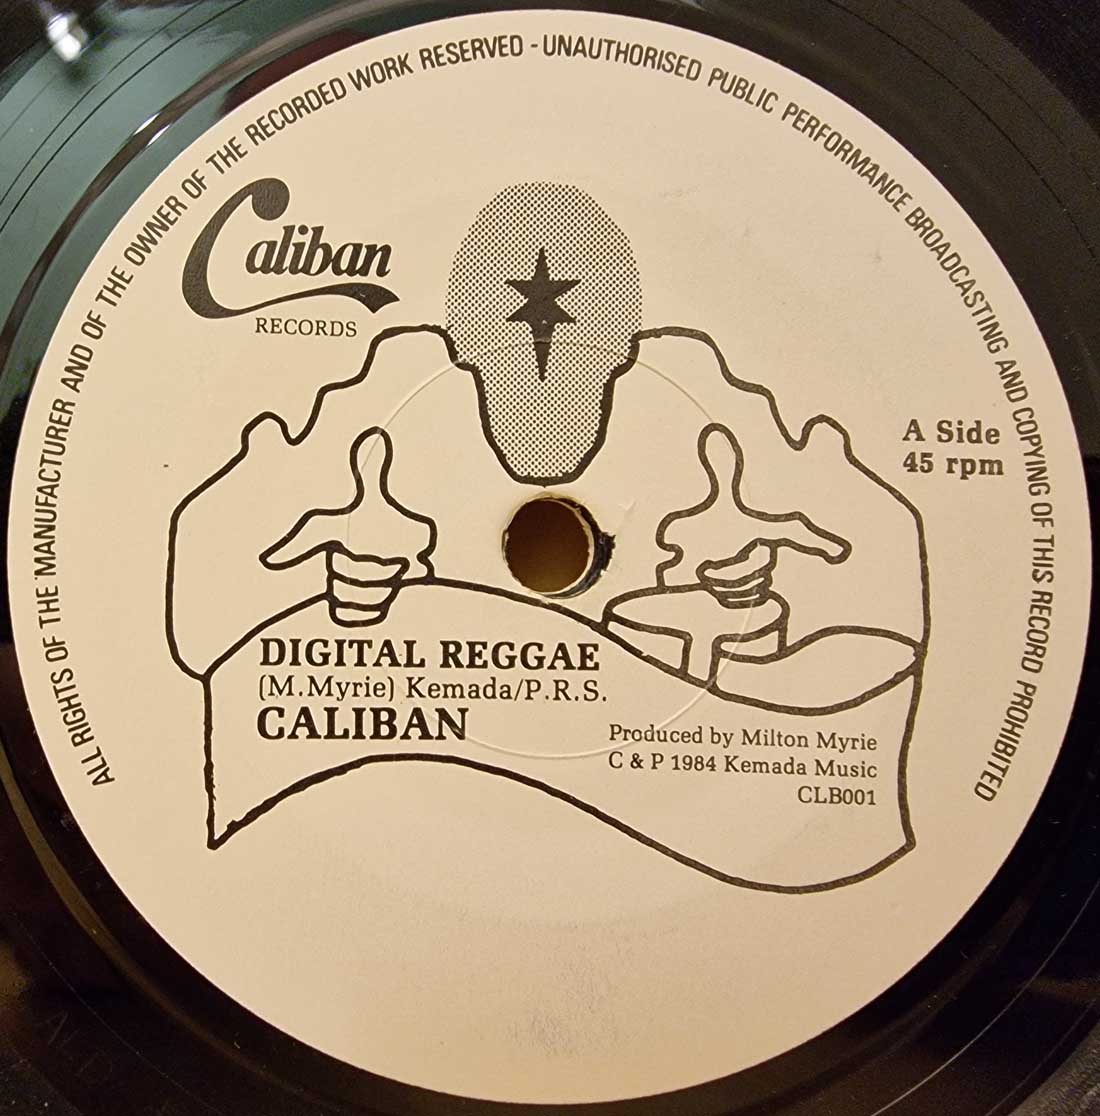 ALL RIGHTS OF THE MANUFACTURER AND OF THE OWNER OF THE RECORDED WORK RESERVED - UNAUTHORISED PUBLIC PERFORMANCE BROADCASTING AND COPYING OF THIS RECORD PROHIBITED
Caliban
RECORDS
A Side
45 rpm
DIGITAL REGGAE
(M.Myrie) Kemada/P.R.S.
CALIBAN
Produced by Milton Myrie
C & P 1984 Kemada Music
CLB001